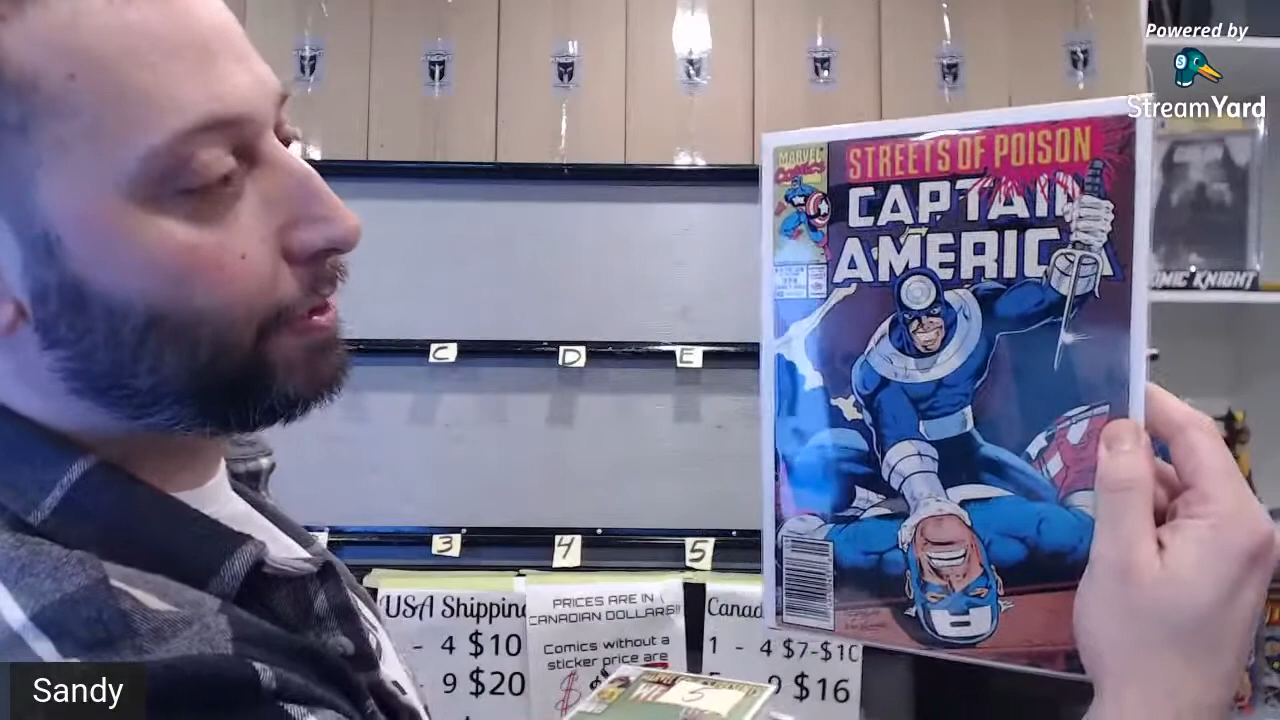 Powered by
StreamYard
STREETS OF POISON
MARVEL
COMICS
CAPTAIN
AMERICA
COMIC KNIGHT
C
D
E
3
4
5
USA Shipping
- 4 $10
- 9 $20
PRICES ARE IN
CANADIAN DOLLARS!!
Comics without a
sticker price are
$
Canad
1 - 4 $7-$10
9 $16
5
Sandy